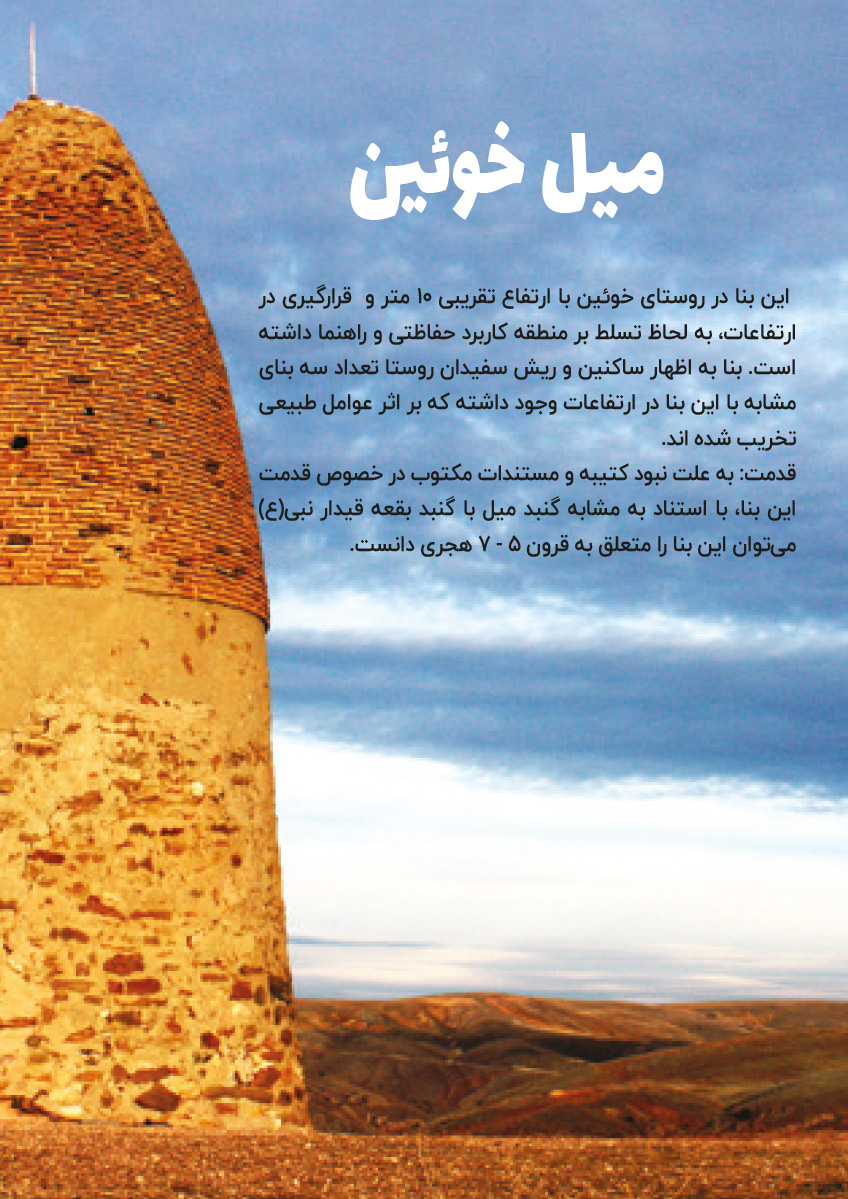 میل خوئین
این بنا در روستای خوئین با ارتفاع تقریبی ۱۰ متر و قرارگیری در
ارتفاعات، به لحاظ تسلط بر منطقه کاربرد حفاظتی و راهنما داشته
است. بنا به اظهار ساکنین و ریش سفیدان روستا تعداد سه بنای
مشابه با این بنا در ارتفاعات وجود داشته که بر اثر عوامل طبیعی
تخریب شده اند.
قدمت: به علت نبود کتیبه و مستندات مکتوب در خصوص قدمت
این بنا، با استناد به مشابه گنبد میل با گنبد بقعه قیدار نبی(ع)
می‌توان این بنا را متعلق به قرون ۵ - ۷ هجری دانست.